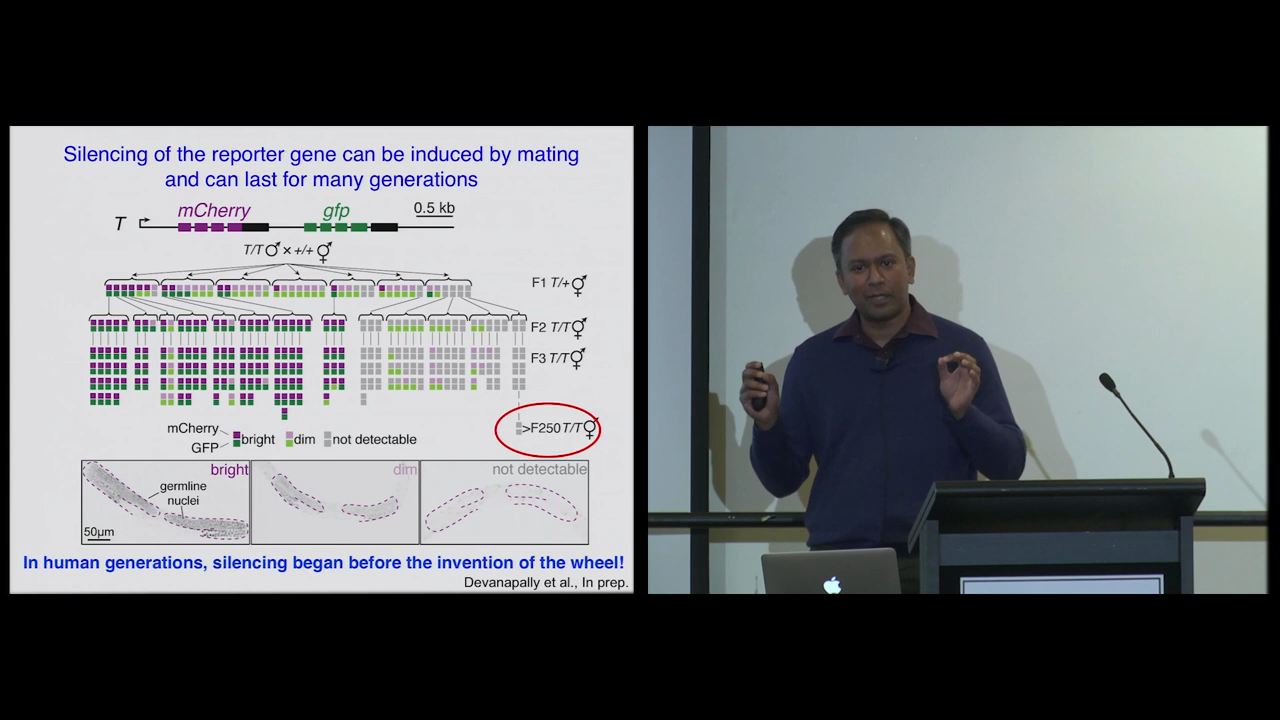 Silencing of the reporter gene can be induced by mating
and can last for many generations
T mCherry gfp 0.5 kb
T/T ♂ × +/+ ⚥
F1 T/+ ⚥
F2 T/T ⚥
F3 T/T ⚥
>F250 T/T ⚥
mCherry
GFP
bright dim not detectable
bright dim not detectable
germline
nuclei
50µm
In human generations, silencing began before the invention of the wheel!
Devanapally et al., In prep.